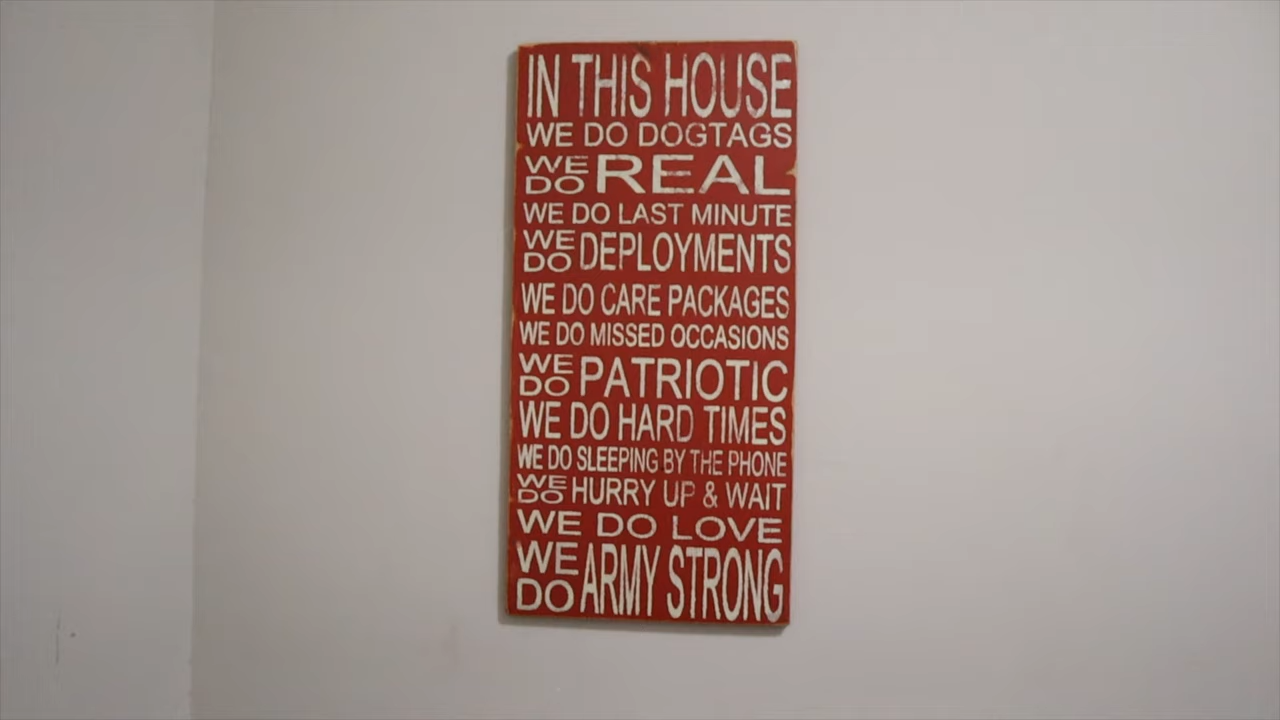 IN THIS HOUSE
WE DO DOGTAGS
WE DO REAL
WE DO LAST MINUTE
WE DO DEPLOYMENTS
WE DO CARE PACKAGES
WE DO MISSED OCCASIONS
WE DO PATRIOTIC
WE DO HARD TIMES
WE DO SLEEPING BY THE PHONE
WE DO HURRY UP & WAIT
WE DO LOVE
WE DO ARMY STRONG